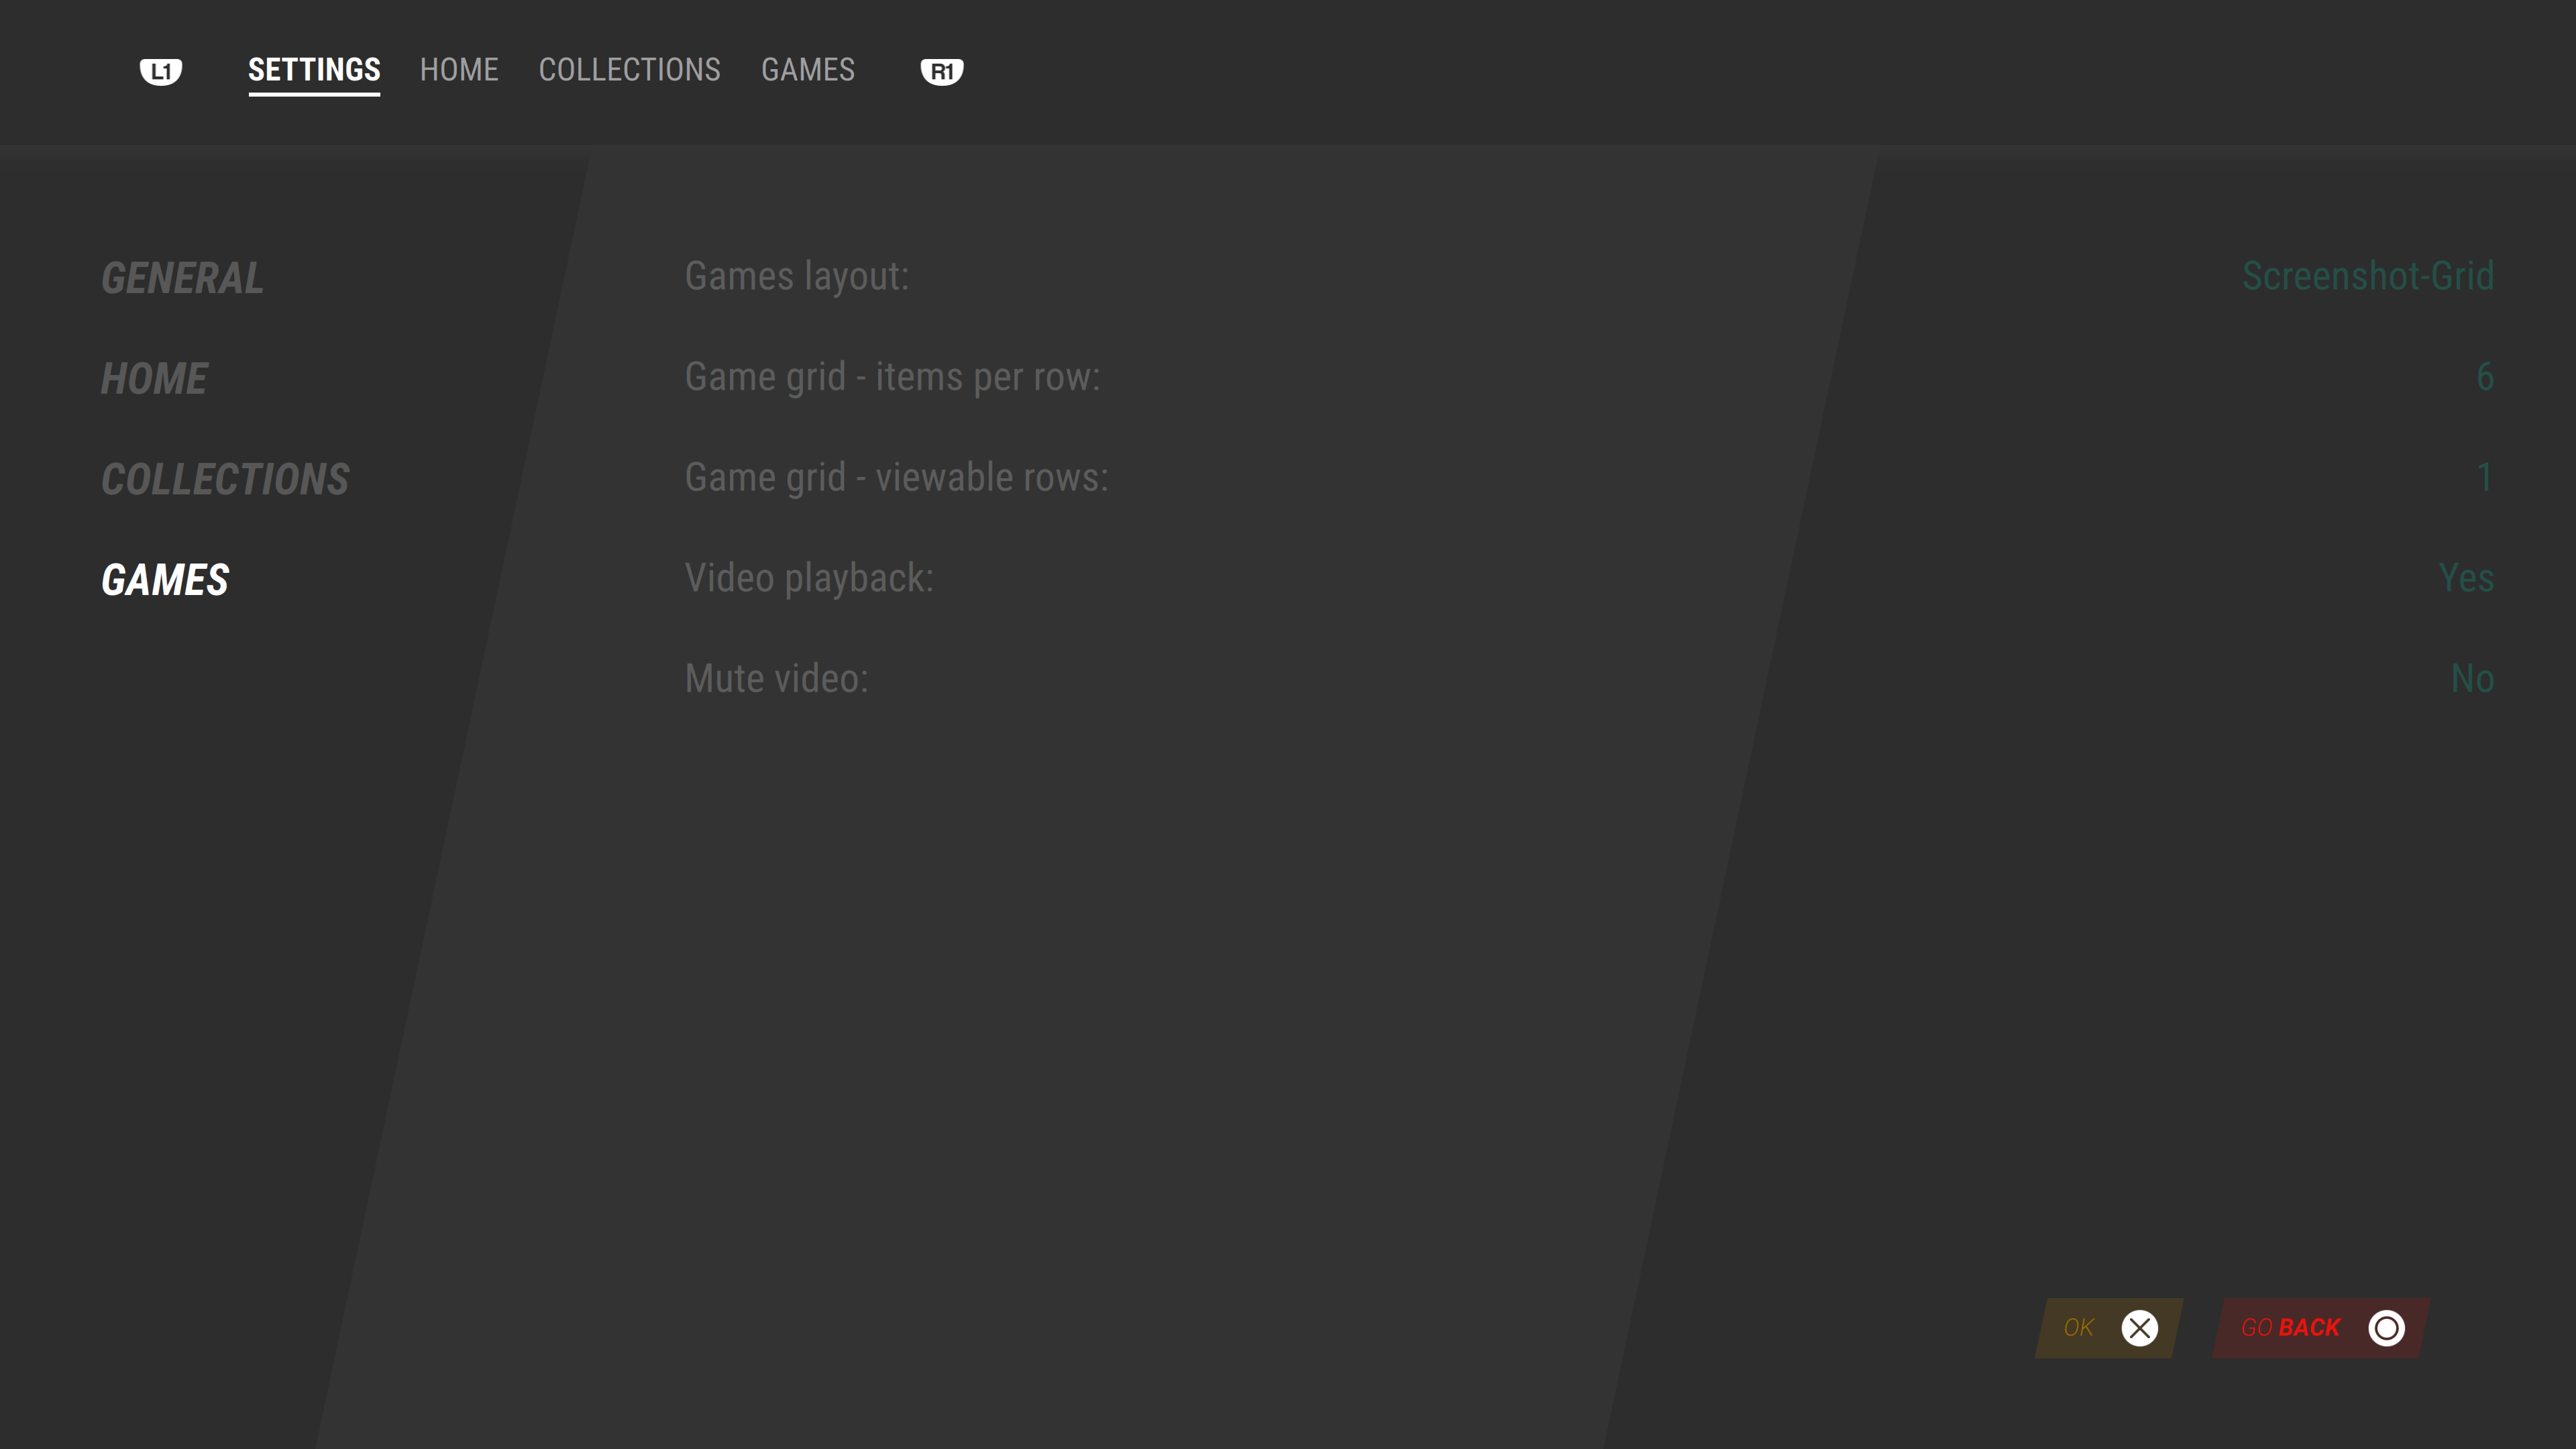 L1 SETTINGS HOME COLLECTIONS GAMES R1
GENERAL
HOME
COLLECTIONS
GAMES
Games layout: Screenshot-Grid
Game grid - items per row: 6
Game grid - viewable rows: 1
Video playback: Yes
Mute video: No
OK GO BACK